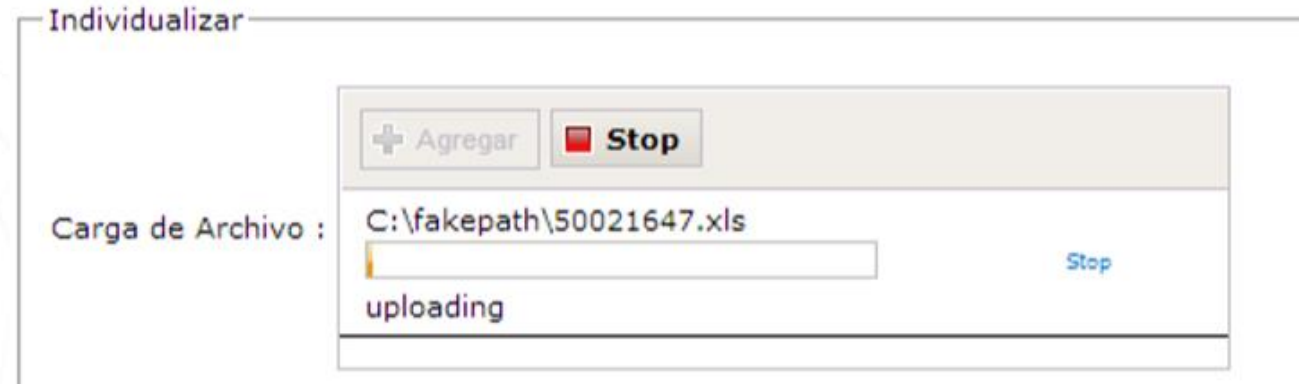 Individualizar
Agregar
Stop
Carga de Archivo :
C:\fakepath\50021647.xls
Stop
uploading